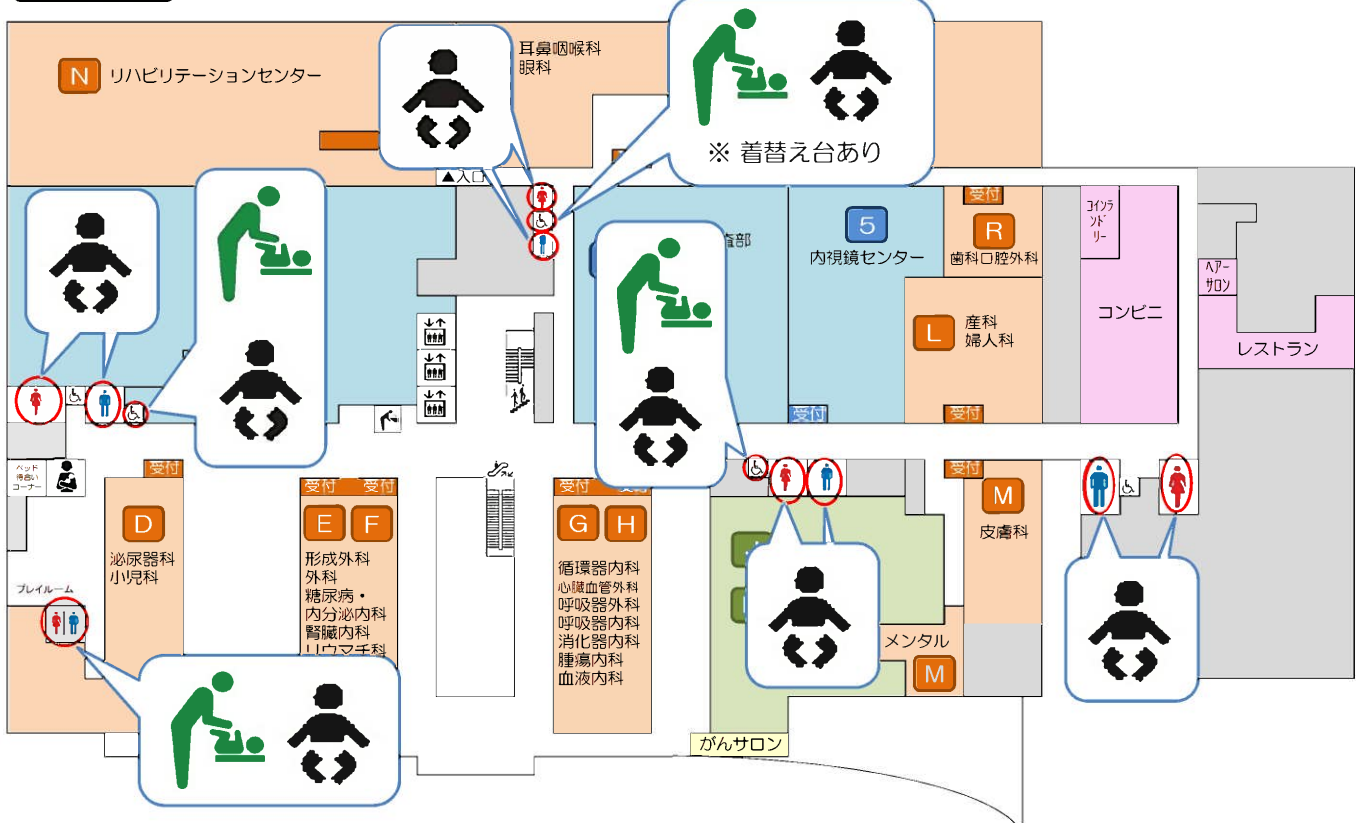 N
リハビリテーションセンター
耳鼻咽喉科
眼科
※ 着替え台あり
▲入口
受付
R
歯科口腔外科
5
内視鏡センター
査部
コインラ
ンド
リー
コンビニ
ヘアー
サロン
レストラン
L
産科
婦人科
受付
受付
ベッド
待合い
コーナー
受付
D
泌尿器科
小児科
プレイルーム
受付
受付
E
F
形成外科
外科
糖尿病・
内分泌内科
腎臓内科
リウマチ科
受付
受付
G
H
循環器内科
心臓血管外科
呼吸器外科
呼吸器内科
消化器内科
腫瘍内科
血液内科
受付
M
皮膚科
メンタル
M
がんサロン